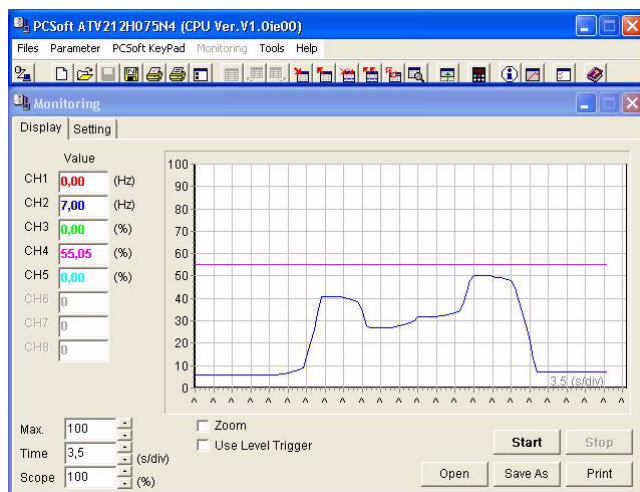 PCSoft ATV212H075N4 (CPU Ver.V1.0ie00)
Files Parameter PCSoft KeyPad Monitoring Tools Help
Monitoring
Display Setting
Value
CH1 0,00 (Hz)
CH2 7,00 (Hz)
CH3 0,00 (%)
CH4 55,05 (%)
CH5 0,00 (%)
CH6 0
CH7 0
CH8 0
100
90
80
70
60
50
40
30
20
10
0
3.5 (s/div)
Max. 100
Time 3,5 (s/div)
Scope 100 (%)
Zoom
Use Level Trigger
Start Stop
Open Save As Print